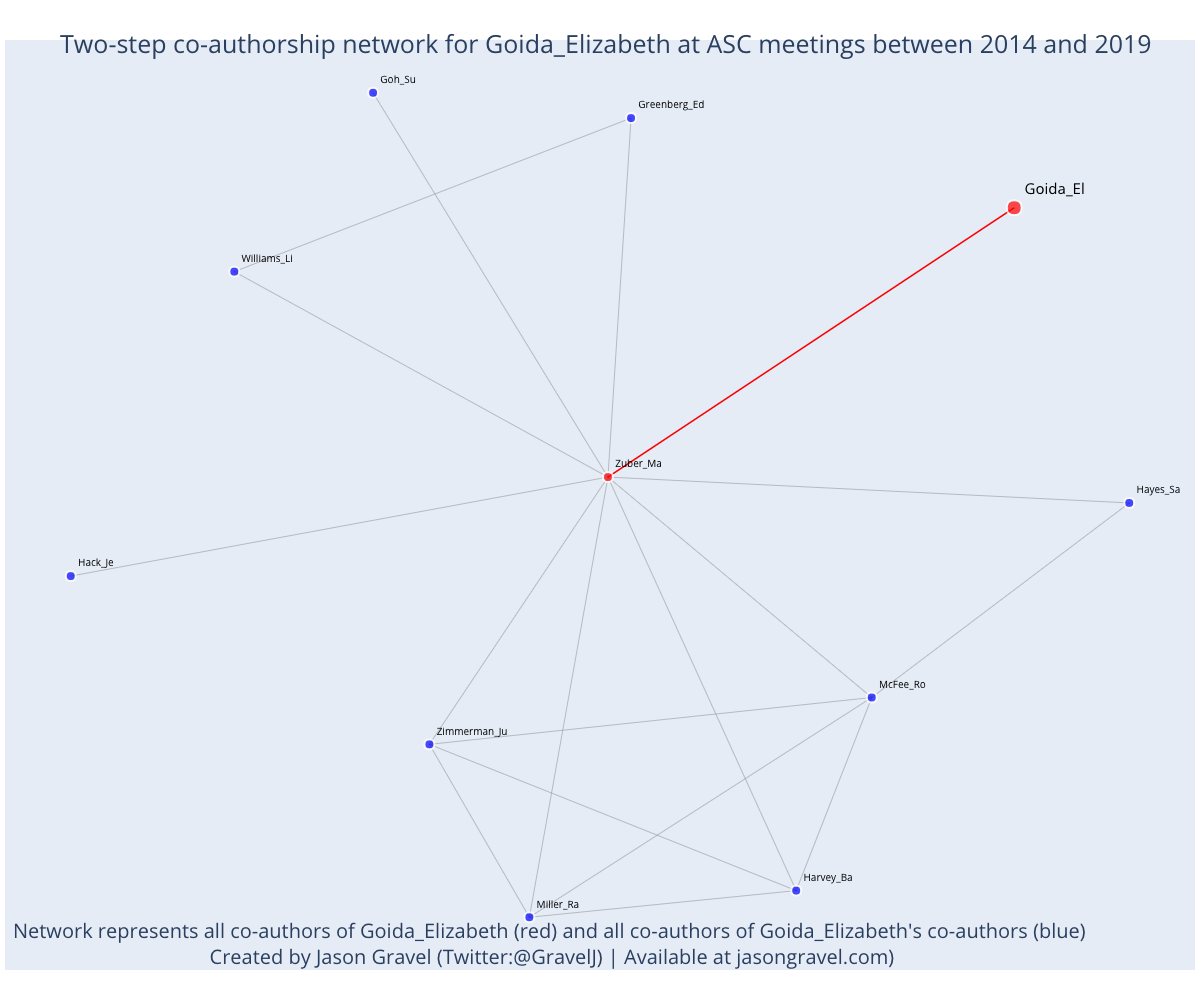 Two-step co-authorship network for Goida_Elizabeth at ASC meetings between 2014 and 2019
Goh_Su
Greenberg_Ed
Goida_El
Williams_Li
Zuber_Ma
Hayes_Sa
Hack_Je
McFee_Ro
Zimmerman_Ju
Harvey_Ba
Miller_Ra
Network represents all co-authors of Goida_Elizabeth (red) and all co-authors of Goida_Elizabeth's co-authors (blue)
Created by Jason Gravel (Twitter:@GravelJ) | Available at jasongravel.com)